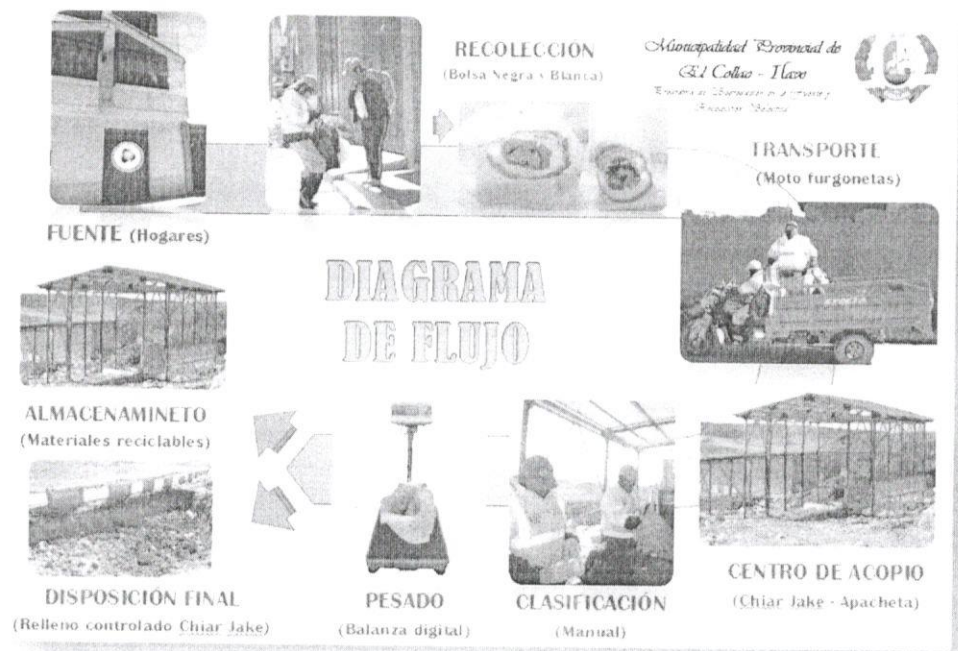 RECOLECCIÓN
(Bolsa Negra y Blanca)
Municipalidad Provincial de
El Collao - Ilave
TRANSPORTE
(Moto furgonetas)
FUENTE (Hogares)
DIAGRAMA
DE FLUJO
ALMACENAMINETO
(Materiales reciclables)
CENTRO DE ACOPIO
(Chiar Jake - Apacheta)
DISPOSICIÓN FINAL
(Relleno controlado Chiar Jake)
PESADO
(Balanza digital)
CLASIFICACIÓN
(Manual)